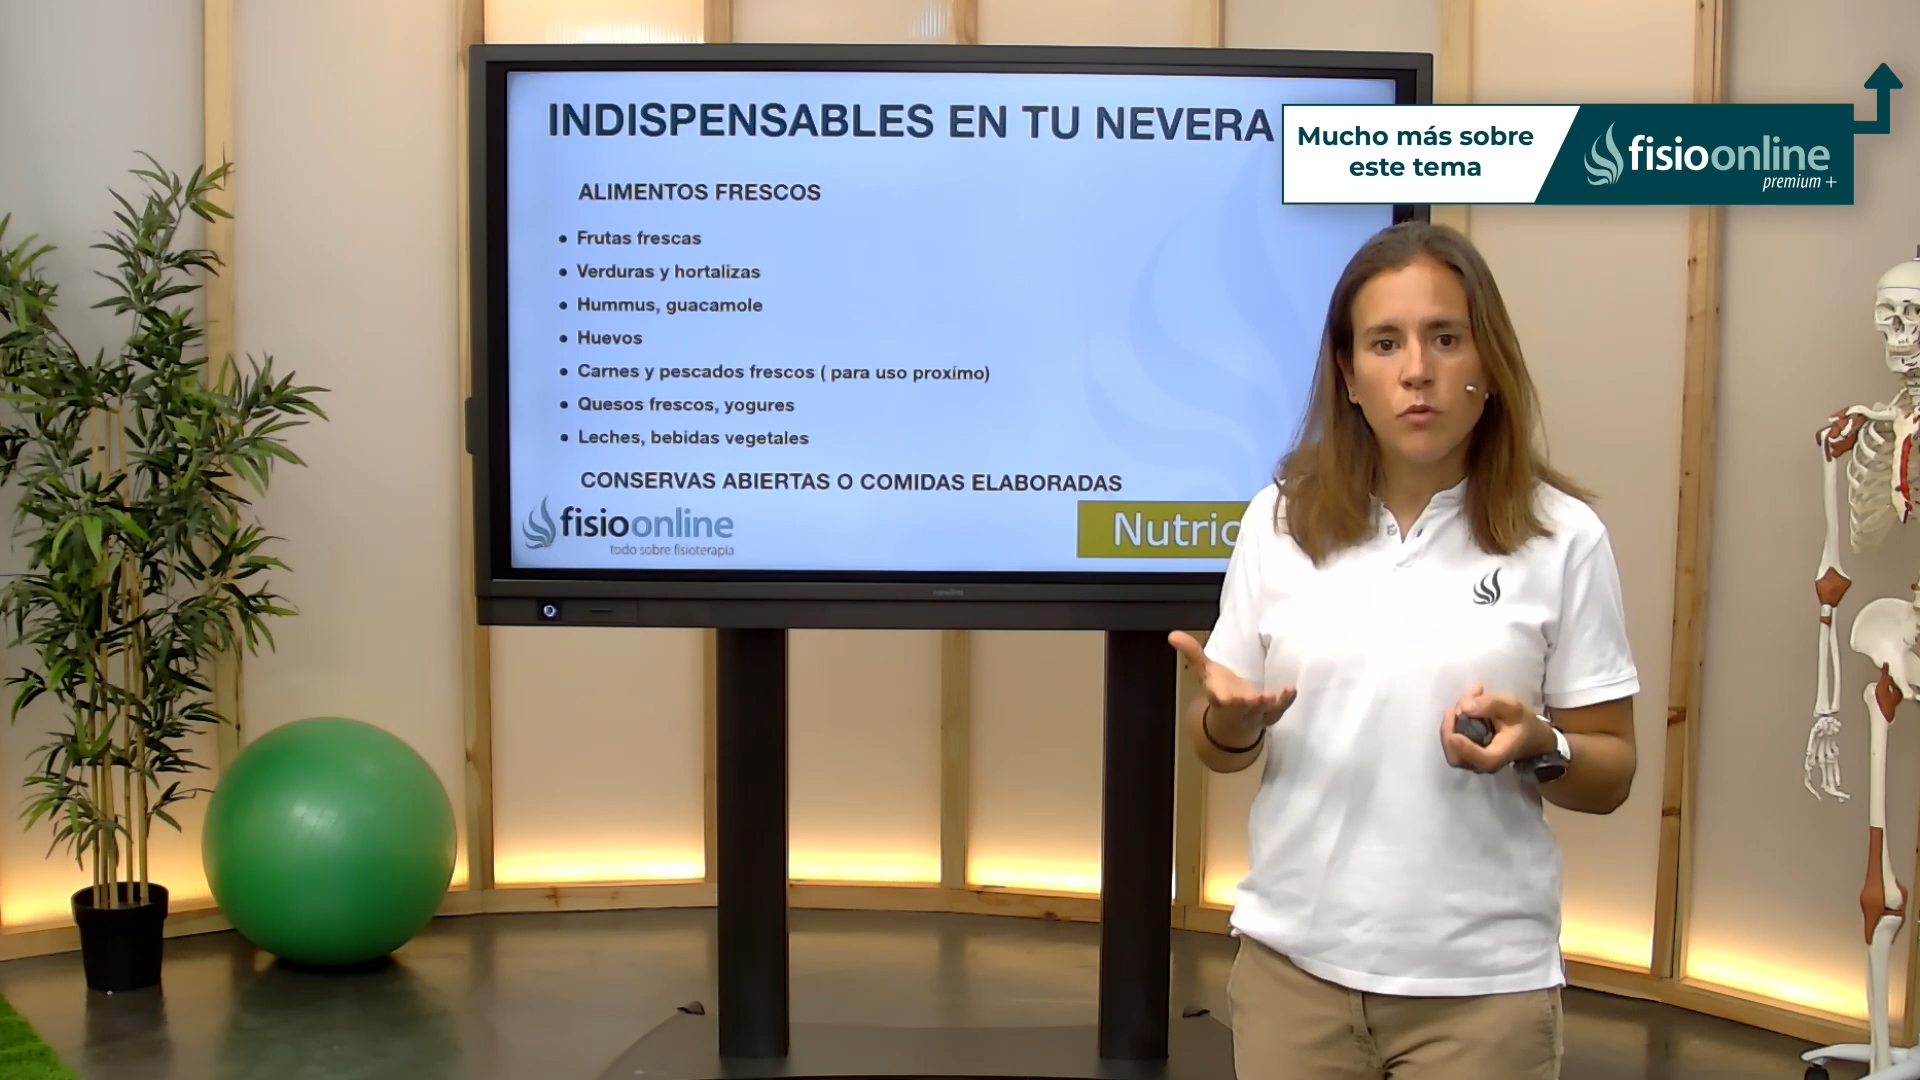 INDISPENSABLES EN TU NEVERA
Mucho más sobre
este tema
fisioonline
premium +
ALIMENTOS FRESCOS
• Frutas frescas
• Verduras y hortalizas
• Hummus, guacamole
• Huevos
• Carnes y pescados frescos ( para uso proximo)
• Quesos frescos, yogures
• Leches, bebidas vegetales
CONSERVAS ABIERTAS O COMIDAS ELABORADAS
fisioonline
todo sobre fisioterapia
Nutric